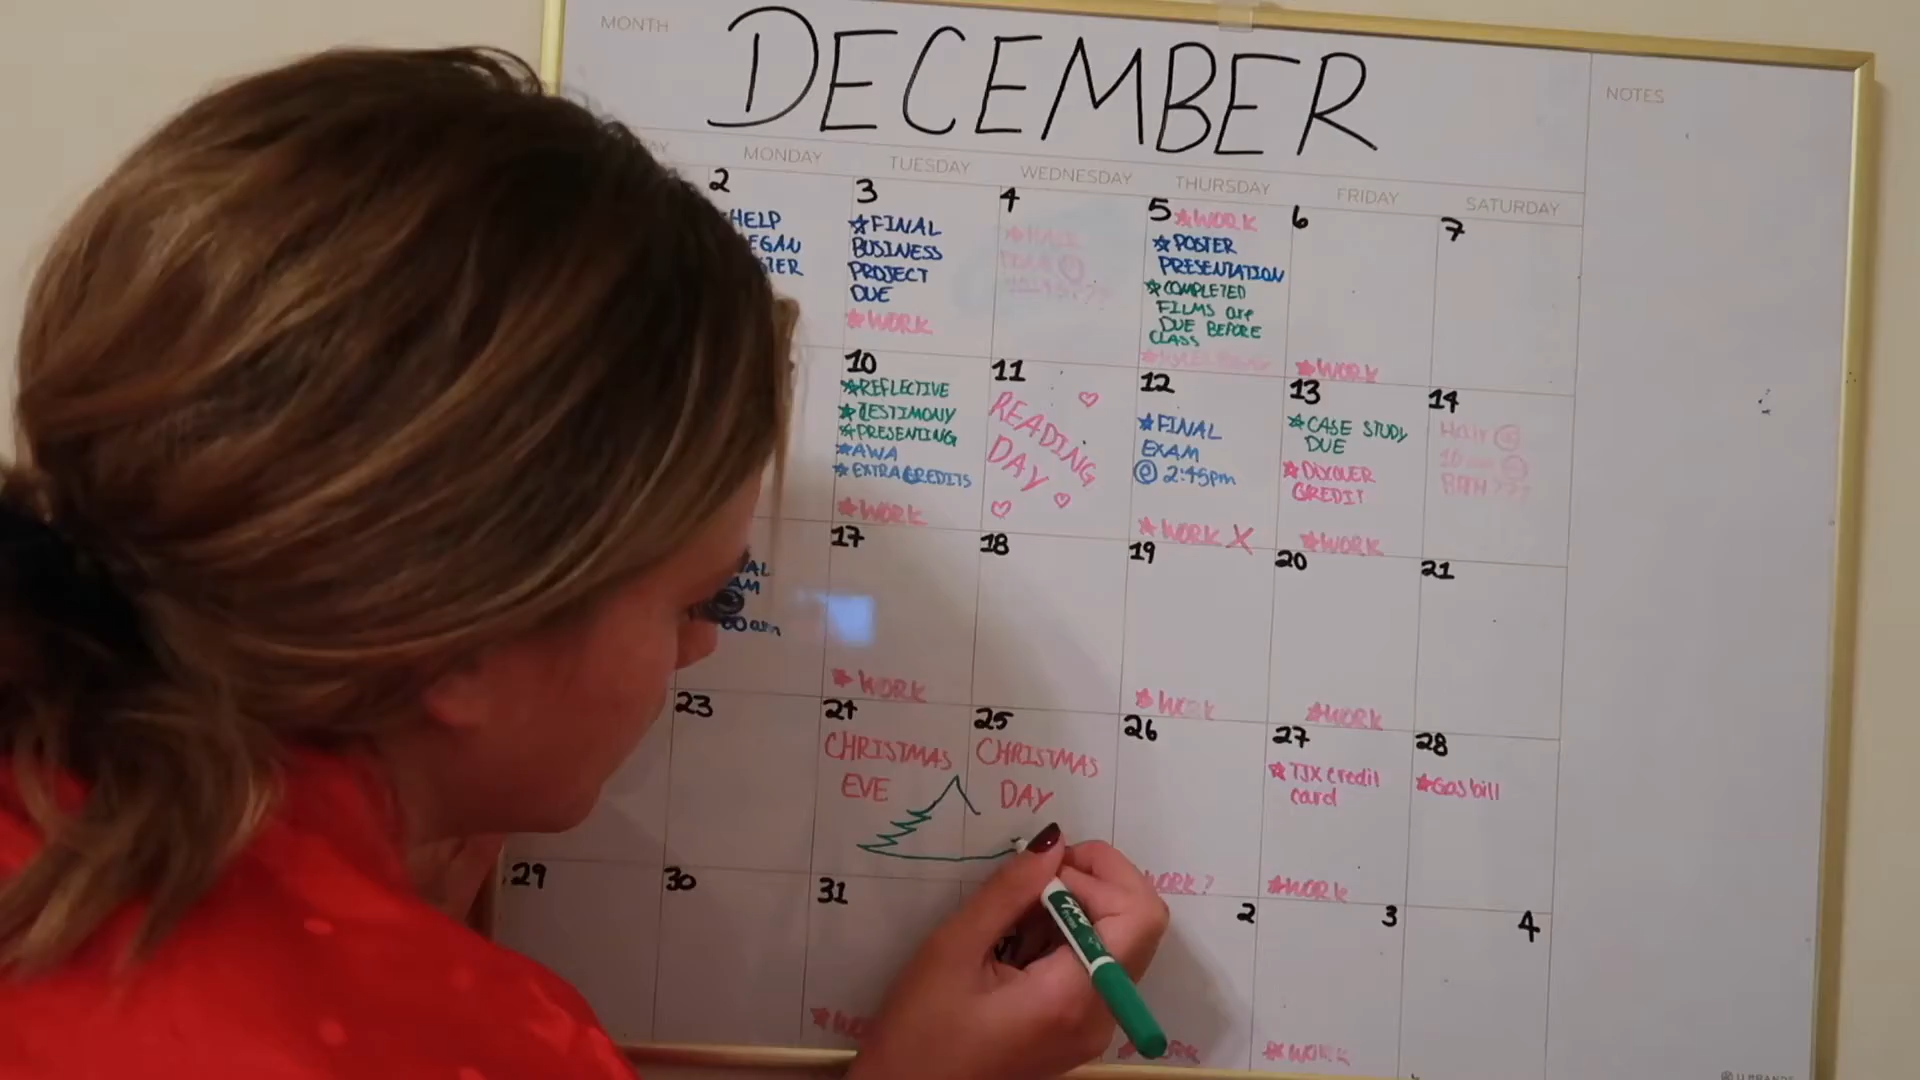 MONTH
DECEMBER
NOTES
MONDAY
TUESDAY
WEDNESDAY
THURSDAY
FRIDAY
SATURDAY
2
HELP
3
☆FINAL
BUSINESS
PROJECT
DUE
☆WORK
4
5 ☆WORK
☆POSTER
PRESENTATION
☆COMPLETED
FILMS are
DUE BEFORE
CLASS
6
☆WORK
7
10
☆REFLECTIVE
☆TESTIMONY
☆PRESENTING
☆AWA
☆EXTRA CREDITS
☆WORK
11
READING
DAY
12
☆FINAL
EXAM
@ 2:45pm
☆WORK X
13
☆CASE STUDY
DUE
CREDIT
☆WORK
14
Hair @
17
☆WORK
18
19
☆WORK
20
☆WORK
21
23
24
CHRISTMAS
EVE
25
CHRISTMAS
DAY
26
WORK?
27
☆TJX credit
card
☆WORK
28
☆Gas bill
29
30
31
2
3
☆WORK
4